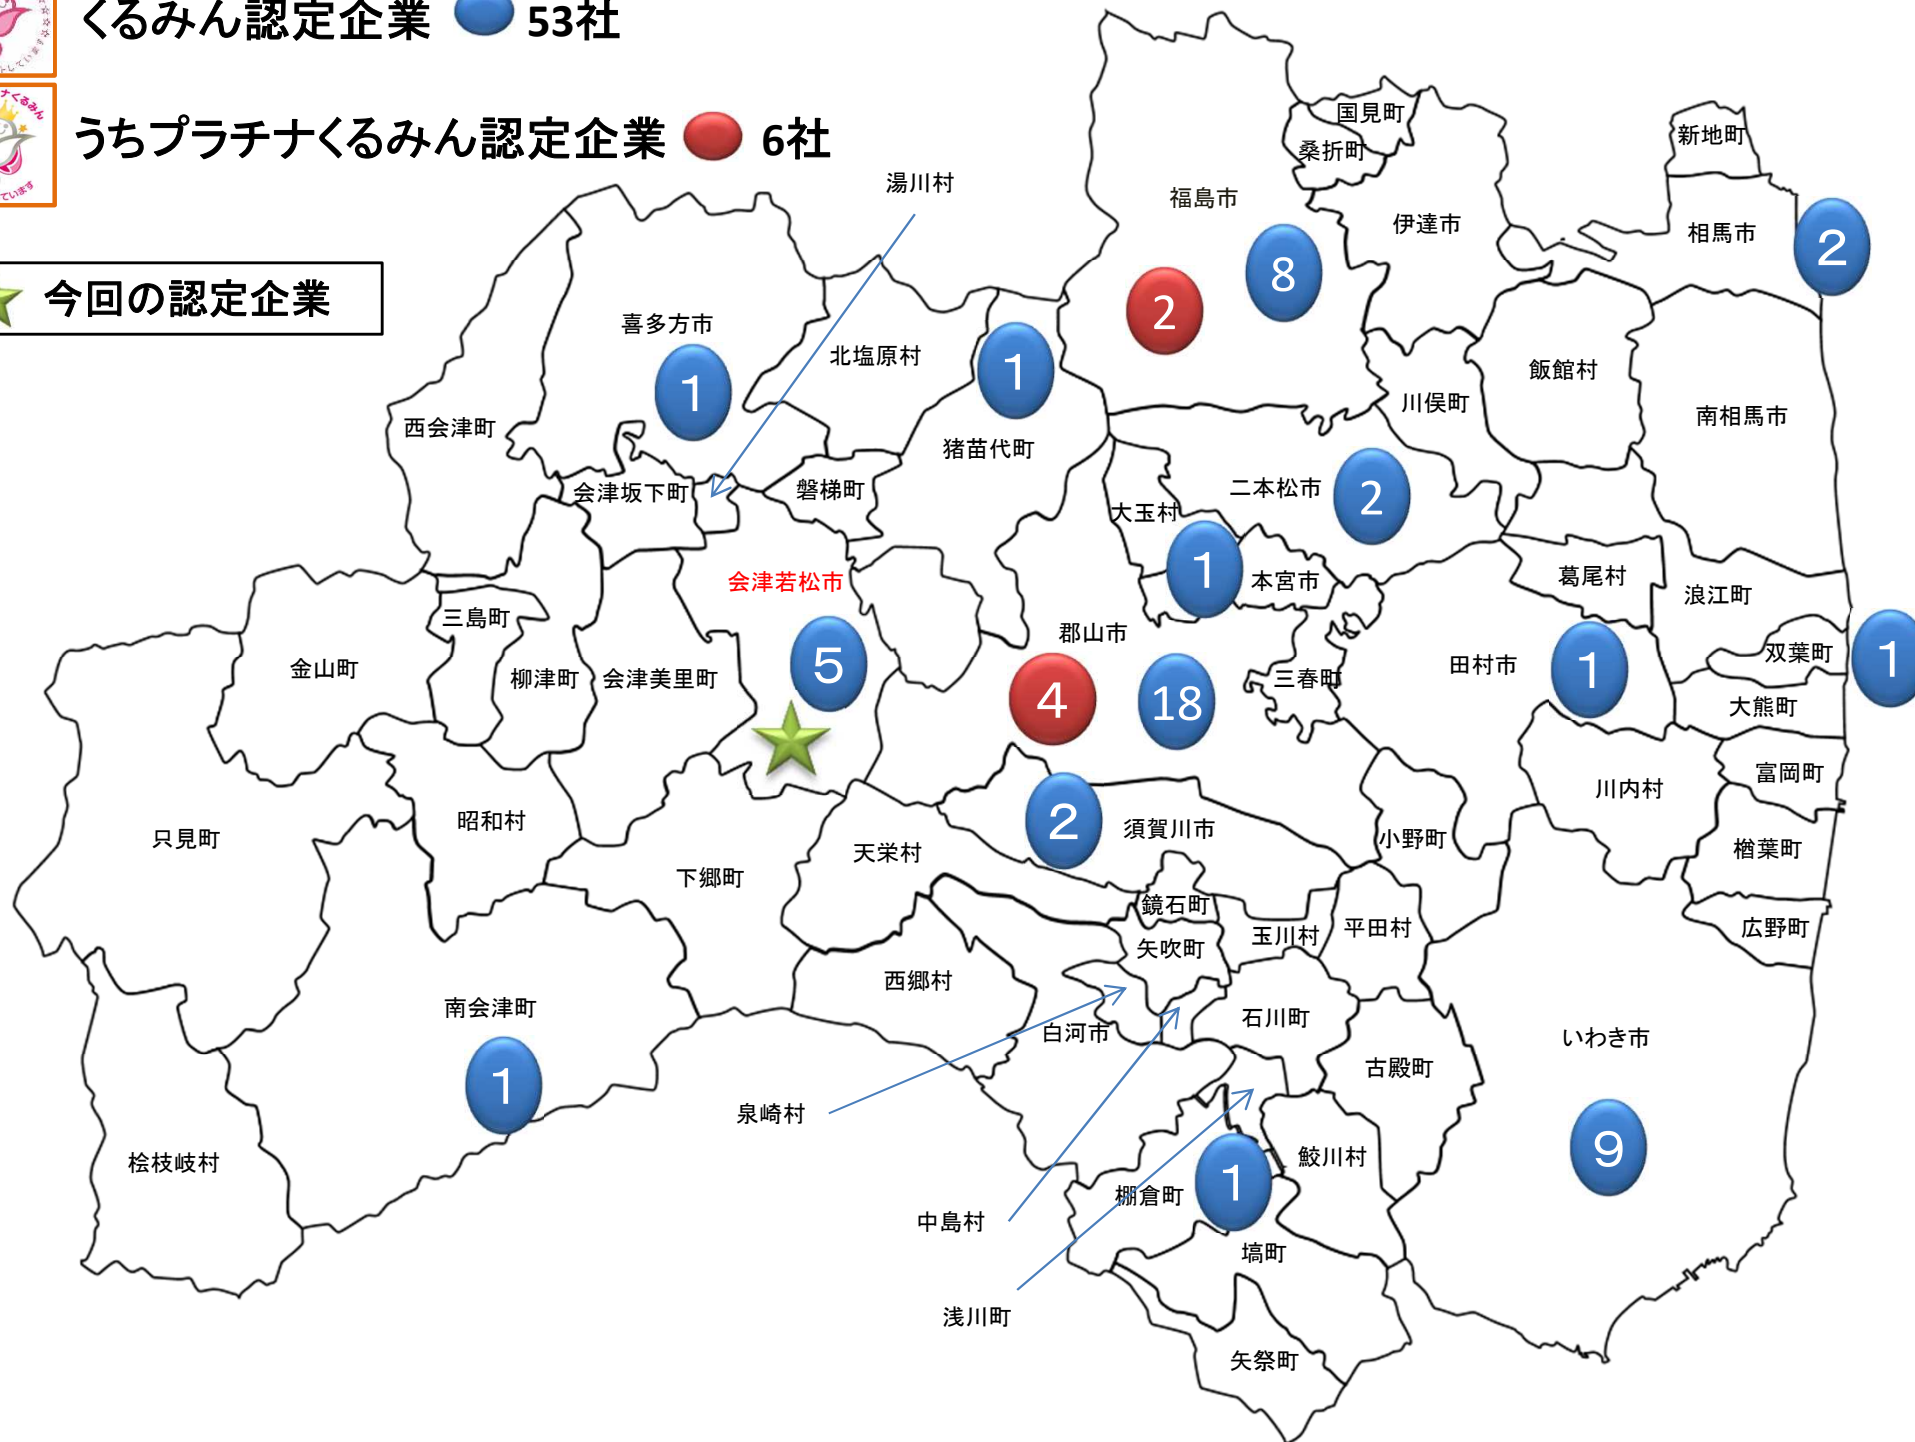 くるみん認定企業 53社
うちプラチナくるみん認定企業 6社
今回の認定企業
湯川村
国見町
桑折町
新地町
福島市
伊達市
相馬市
2
8
2
喜多方市
北塩原村
1
1
飯館村
川俣町
南相馬市
西会津町
猪苗代町
会津坂下町
磐梯町
二本松市
2
大玉村
1
本宮市
会津若松市
葛尾村
浪江町
三島町
郡山市
双葉町
1
金山町
柳津町
会津美里町
5
4
18
三春町
田村市
1
大熊町
富岡町
川内村
只見町
昭和村
下郷町
天栄村
2
須賀川市
小野町
楢葉町
鏡石町
玉川村
平田村
広野町
矢吹町
西郷村
南会津町
白河市
石川町
いわき市
1
泉崎村
古殿町
9
桧枝岐村
鮫川村
棚倉町
1
中島村
塙町
浅川町
矢祭町